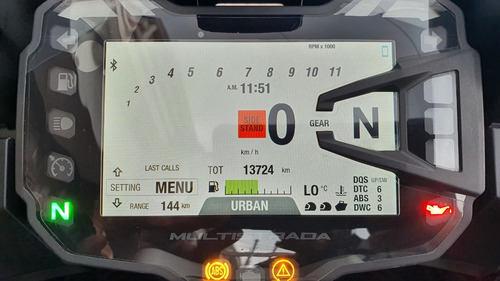 RPM x 1000
1 2 3 4 5 6 7 8 9 10 11
A.M. 11:51
SIDE STAND
0
km / h
GEAR
N
LAST CALLS
SETTING MENU
RANGE 144 km
TOT 13724 km
URBAN
LO °C
DQS UP/DW
DTC 6
ABS 3
DWC 6
N
MULTISTRADA
ABS